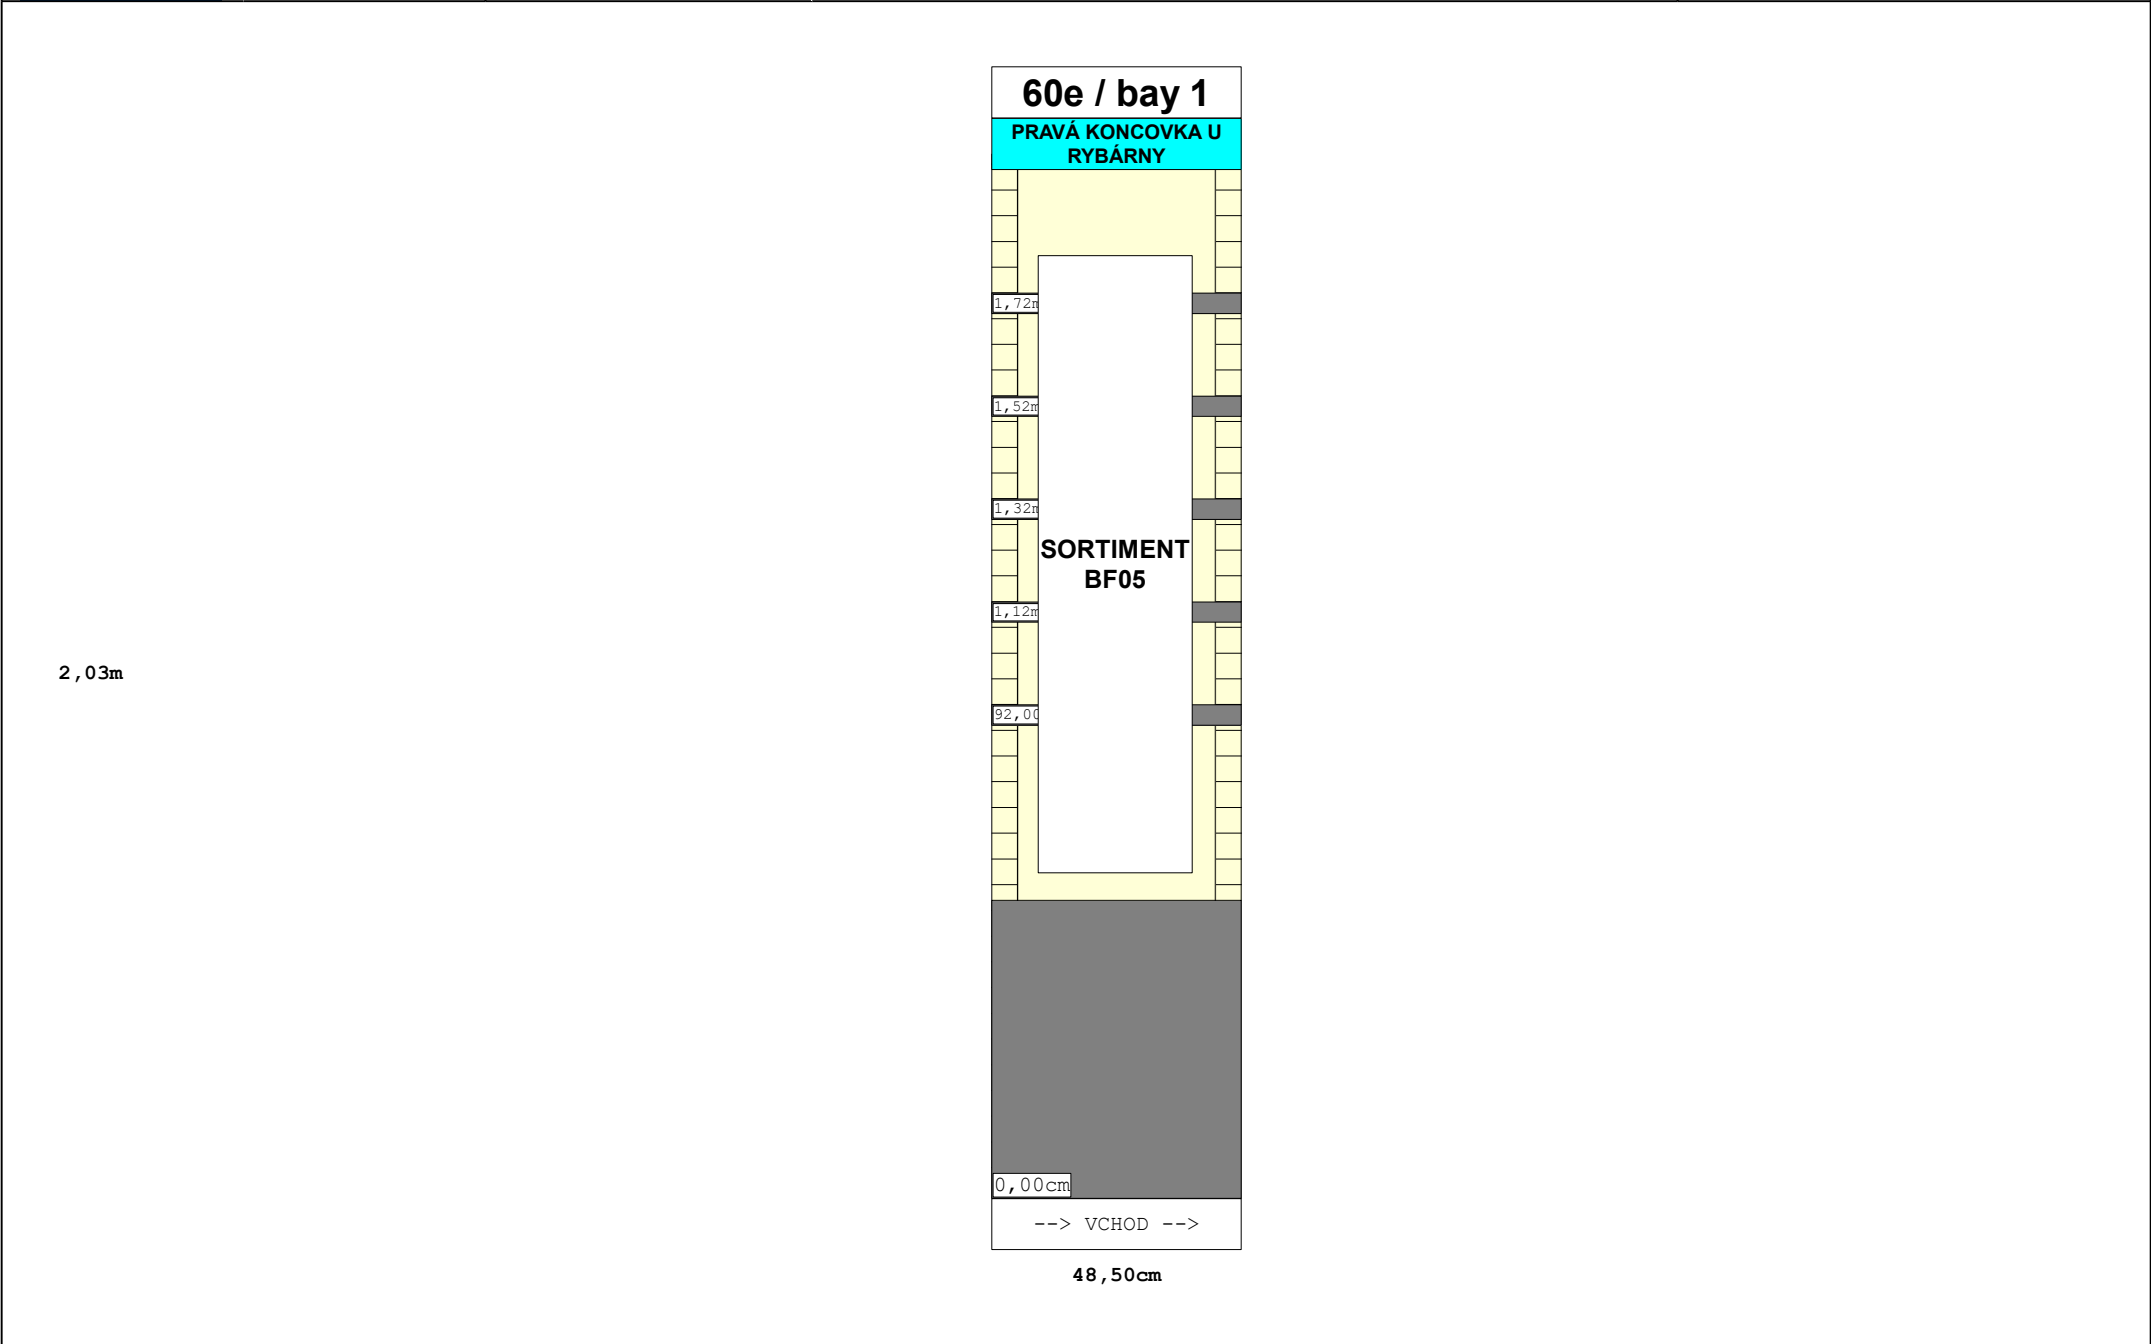 60e / bay 1
PRAVÁ KONCOVKA U
RYBÁRNY
1,72m
1,52m
1,32m
SORTIMENT
BF05
1,12m
2,03m
92,00
0,00cm
--> VCHOD -->
48,50cm